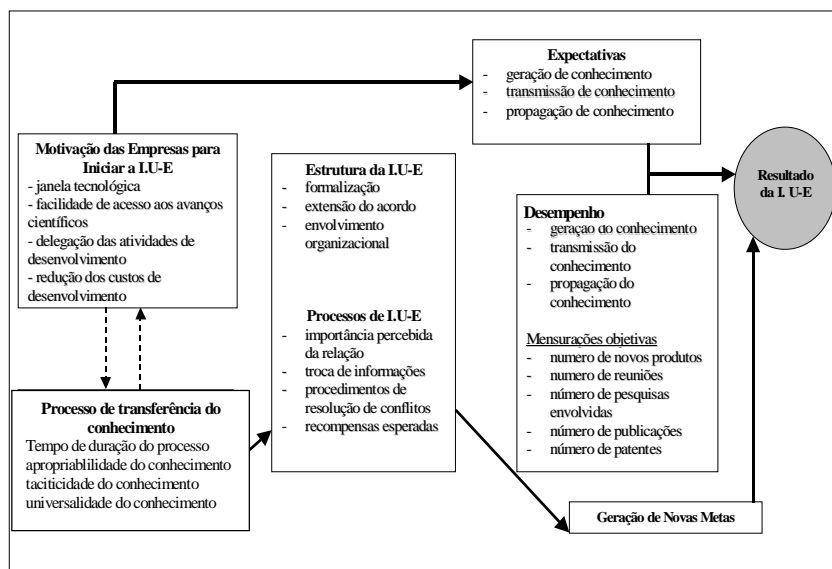 Expectativas
- geração de conhecimento
- transmissão de conhecimento
- propagação de conhecimento
Motivação das Empresas para
Iniciar a I.U-E
- janela tecnológica
- facilidade de acesso aos avanços
científicos
- delegação das atividades de
desenvolvimento
- redução dos custos de
desenvolvimento
Estrutura da I.U-E
- formalização
- extensão do acordo
- envolvimento
organizacional
Processos de I.U-E
- importância percebida
da relação
- troca de informações
- procedimentos de
resolução de conflitos
- recompensas esperadas
Resultado
da I. U-E
Desempenho
- geração do conhecimento
- transmissão do
conhecimento
- propagação do
conhecimento
Mensurações objetivas
- numero de novos produtos
- numero de reuniões
- número de pesquisas
envolvidas
- número de publicações
- número de patentes
Processo de transferência do
conhecimento
Tempo de duração do processo
apropriablilidade do conhecimento
taciticidade do conhecimento
universalidade do conhecimento
Geração de Novas Metas